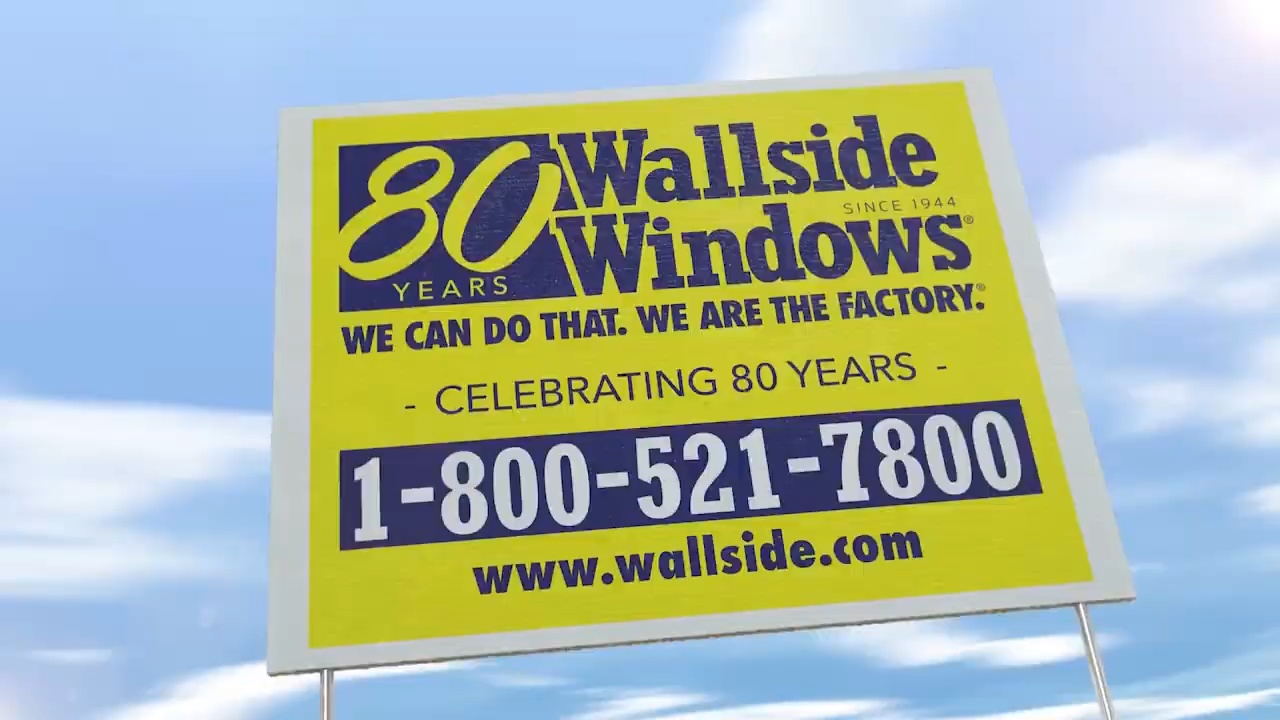 80
YEARS
Wallside
SINCE 1944
Windows®
WE CAN DO THAT. WE ARE THE FACTORY.®
- CELEBRATING 80 YEARS -
1-800-521-7800
www.wallside.com